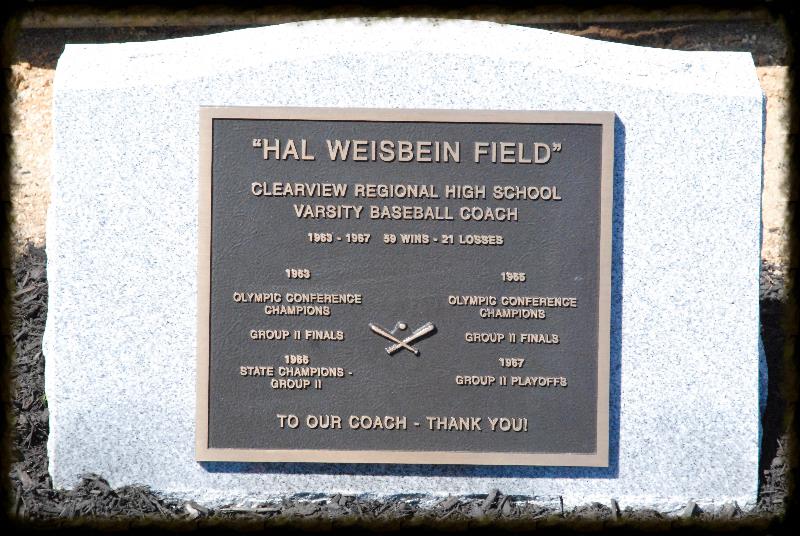 "HAL WEISBEIN FIELD"
CLEARVIEW REGIONAL HIGH SCHOOL
VARSITY BASEBALL COACH
1963 - 1967 59 WINS - 21 LOSSES
1963
OLYMPIC CONFERENCE
CHAMPIONS
GROUP II FINALS
1966
STATE CHAMPIONS -
GROUP II
1965
OLYMPIC CONFERENCE
CHAMPIONS
GROUP II FINALS
1967
GROUP II PLAYOFFS
TO OUR COACH - THANK YOU!